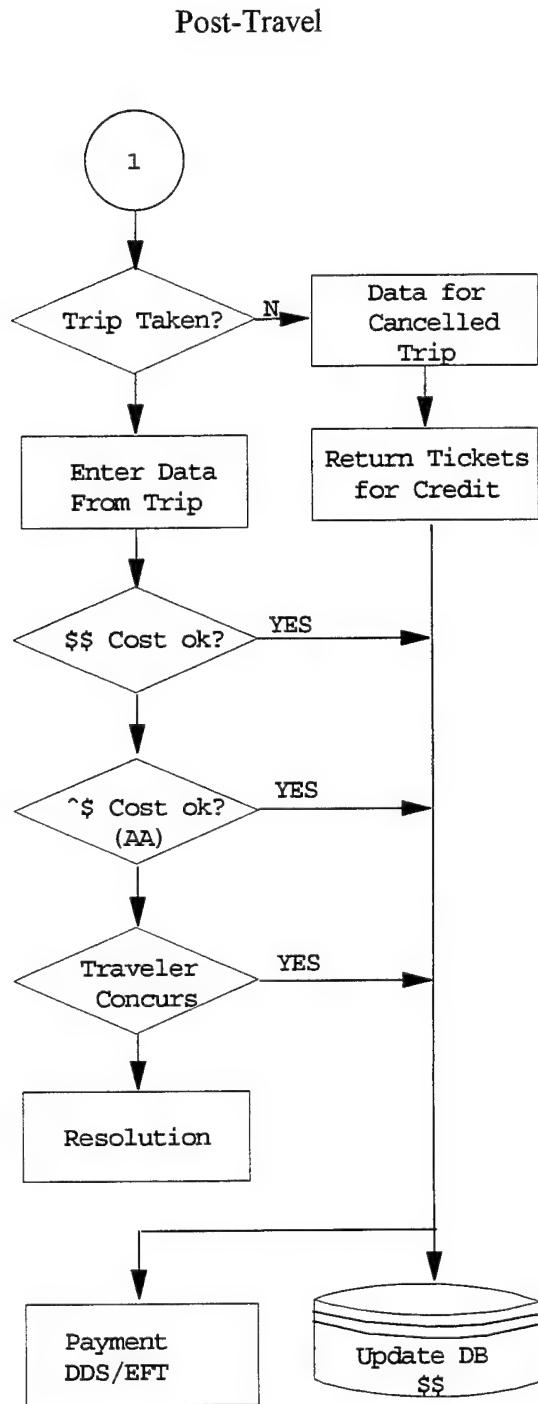 Post-Travel
1
Trip Taken?
N
Data for
Cancelled
Trip
Enter Data
From Trip
Return Tickets
for Credit
$$ Cost ok?
YES
^$ Cost ok?
(AA)
YES
Traveler
Concurs
YES
Resolution
Payment
DDS/EFT
Update DB
$$